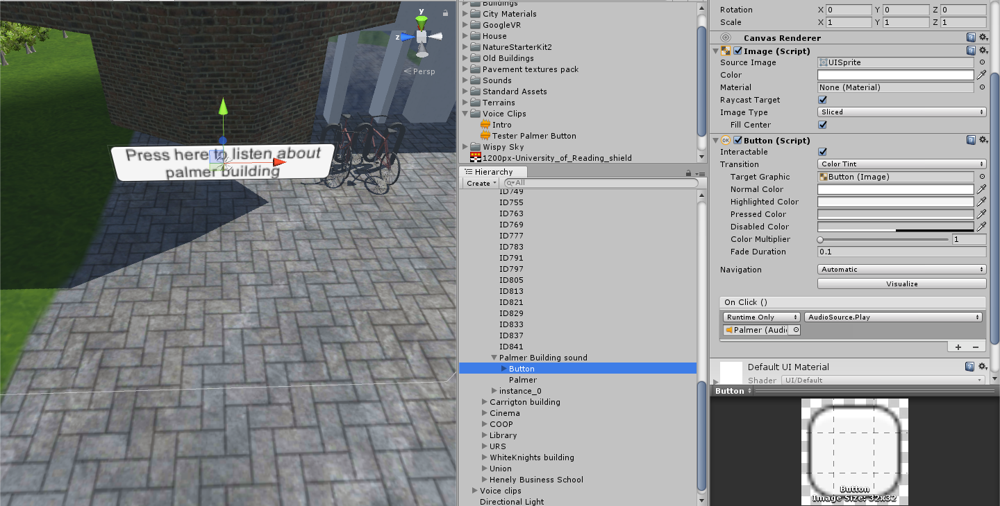 y
z
Persp
Press here to listen about
palmer building
Buildings
City Materials
GoogleVR
House
NatureStarterKit2
Old Buildings
Pavement textures pack
Sounds
Standard Assets
Terrains
Voice Clips
Intro
Tester Palmer Button
Wispy Sky
1200px-University_of_Reading_shield
Hierarchy
Create
All
ID749
ID755
ID763
ID769
ID777
ID783
ID791
ID797
ID805
ID813
ID821
ID829
ID833
ID837
ID841
Palmer Building sound
Button
Palmer
instance_0
Carrigton building
Cinema
COOP
Library
URS
WhiteKnights building
Union
Henely Business School
Voice clips
Directional Light
Rotation X 0 Y 0 Z 0
Scale X 1 Y 1 Z 1
Canvas Renderer
Image (Script)
Source Image UISprite
Color
Material None (Material)
Raycast Target
Image Type Sliced
Fill Center
OK Button (Script)
Interactable
Transition Color Tint
Target Graphic Button (Image)
Normal Color
Highlighted Color
Pressed Color
Disabled Color
Color Multiplier 1
Fade Duration 0.1
Navigation Automatic
Visualize
On Click ()
Runtime Only AudioSource.Play
Palmer (Audi
+ −
Default UI Material
Shader UI/Default
Button
Button
Image Size: 32x32